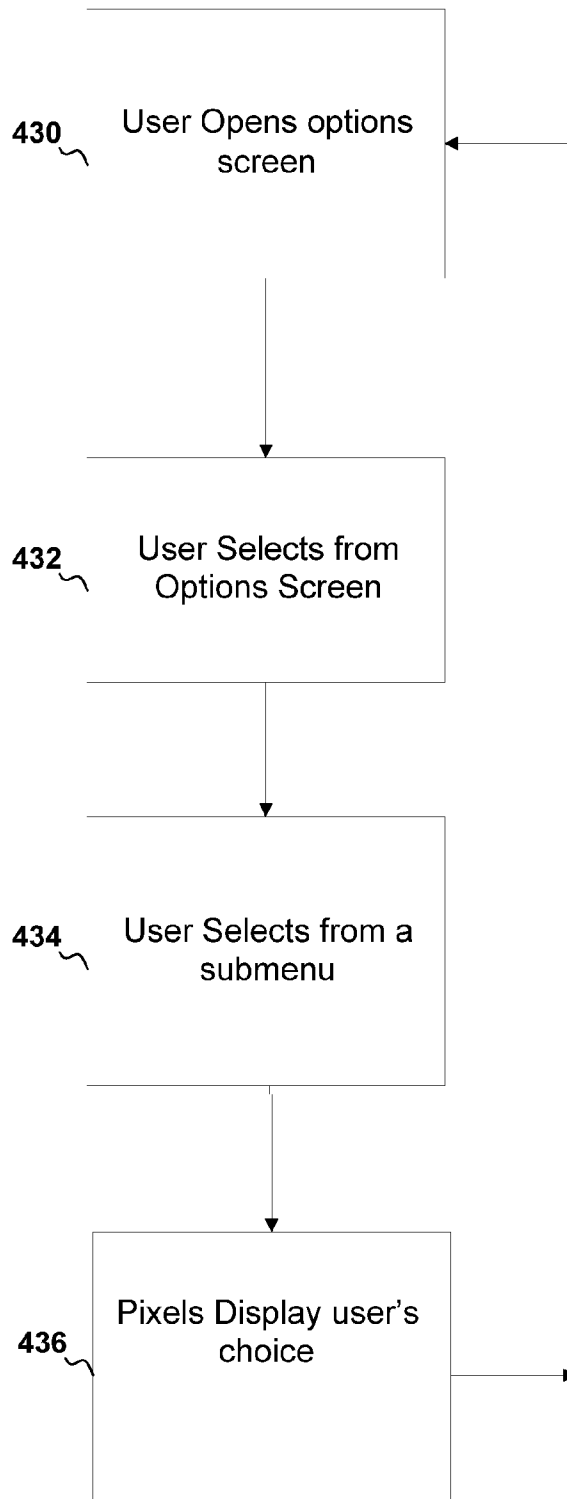 430
User Opens options
screen
432
User Selects from
Options Screen
434
User Selects from a
submenu
436
Pixels Display user's
choice